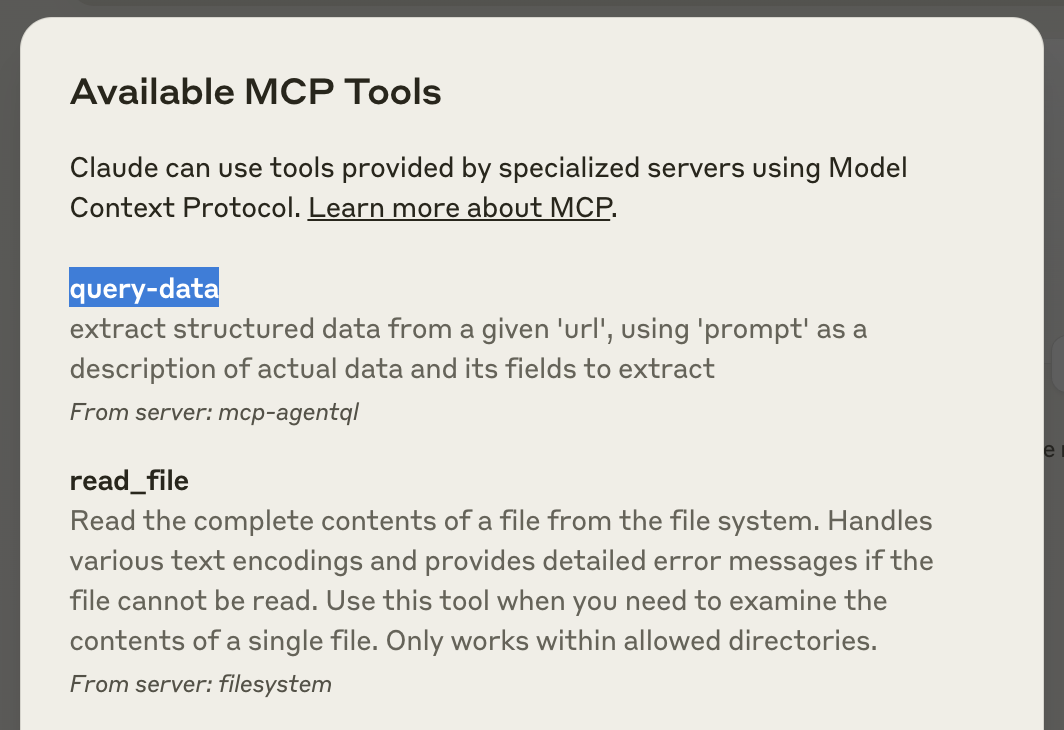 Available MCP Tools
Claude can use tools provided by specialized servers using Model
Context Protocol. Learn more about MCP.
query-data
extract structured data from a given 'url', using 'prompt' as a
description of actual data and its fields to extract
From server: mcp-agentql
read_file
Read the complete contents of a file from the file system. Handles
various text encodings and provides detailed error messages if the
file cannot be read. Use this tool when you need to examine the
contents of a single file. Only works within allowed directories.
From server: filesystem